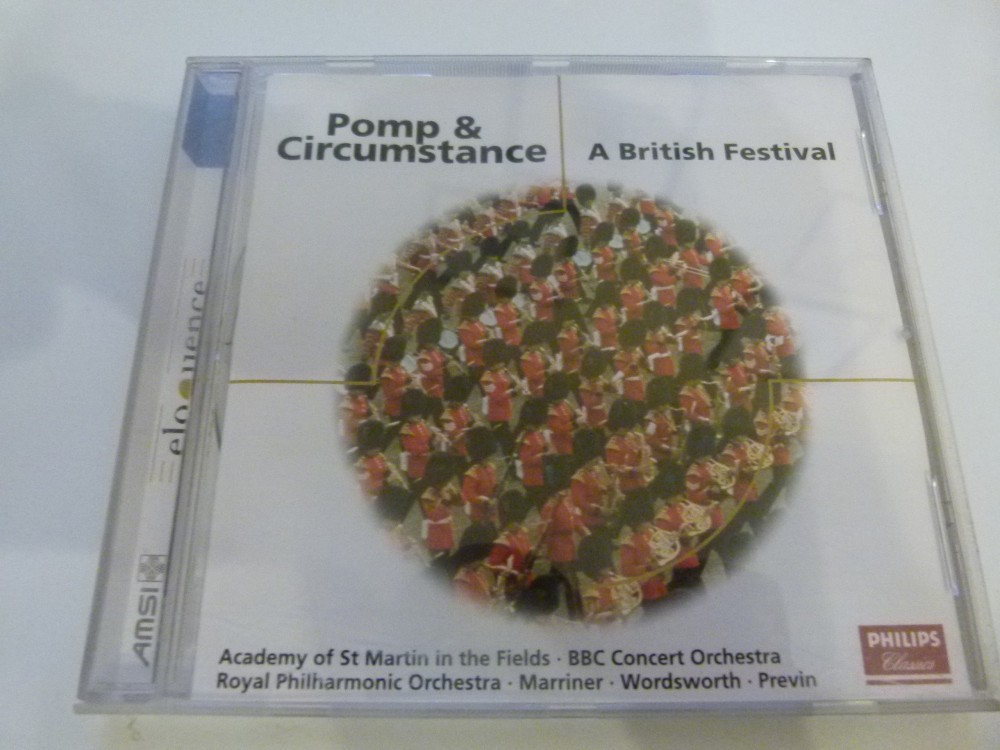 Pomp &
Circumstance
A British Festival
eloquence
AMSI
Academy of St Martin in the Fields · BBC Concert Orchestra
Royal Philharmonic Orchestra · Marriner · Wordsworth · Previn
PHILIPS
Classics